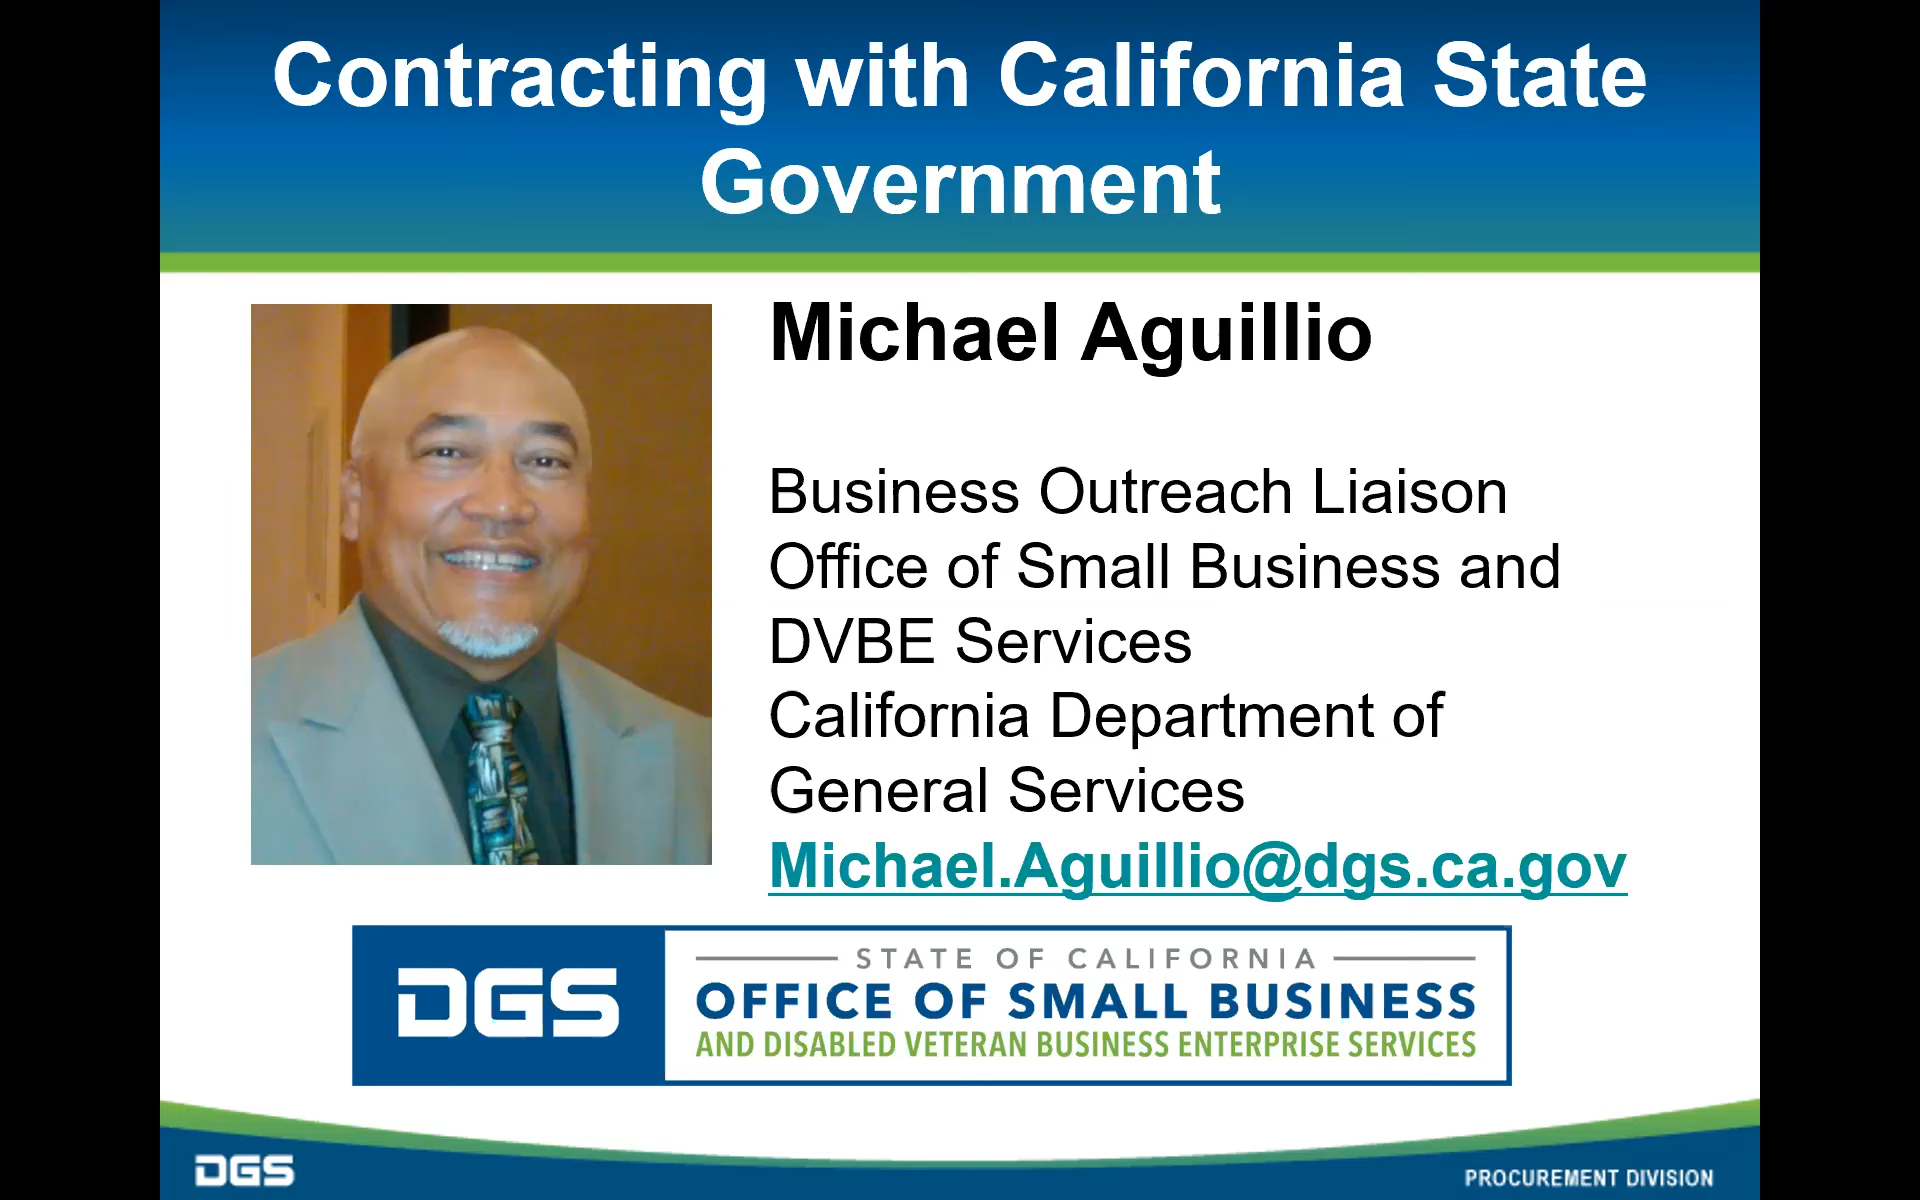 Contracting with California State
Government
Michael Aguillio
Business Outreach Liaison
Office of Small Business and
DVBE Services
California Department of
General Services
Michael.Aguillio@dgs.ca.gov
DGS
STATE OF CALIFORNIA
OFFICE OF SMALL BUSINESS
AND DISABLED VETERAN BUSINESS ENTERPRISE SERVICES
DGS
PROCUREMENT DIVISION